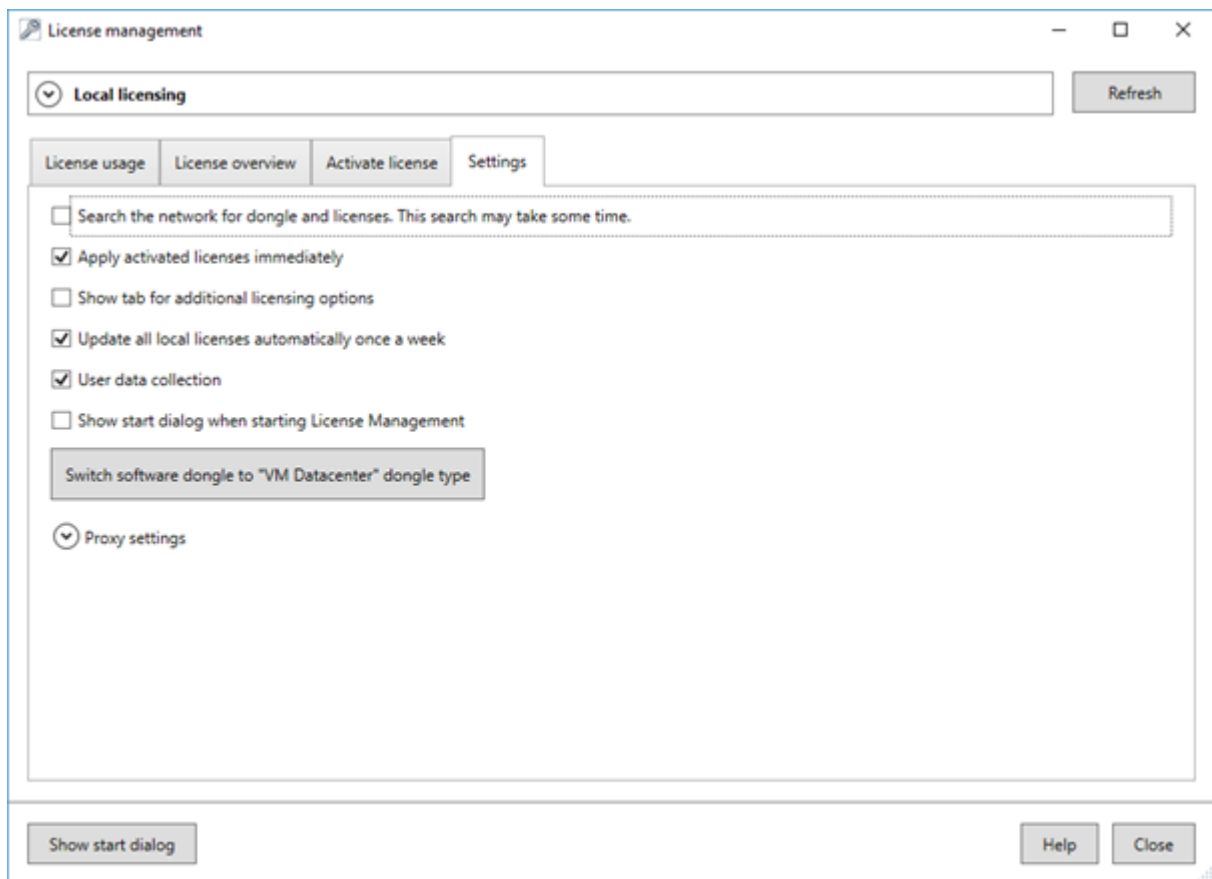 License management
Local licensing
Refresh
License usage
License overview
Activate license
Settings
Search the network for dongle and licenses. This search may take some time.
Apply activated licenses immediately
Show tab for additional licensing options
Update all local licenses automatically once a week
User data collection
Show start dialog when starting License Management
Switch software dongle to "VM Datacenter" dongle type
Proxy settings
Show start dialog
Help
Close